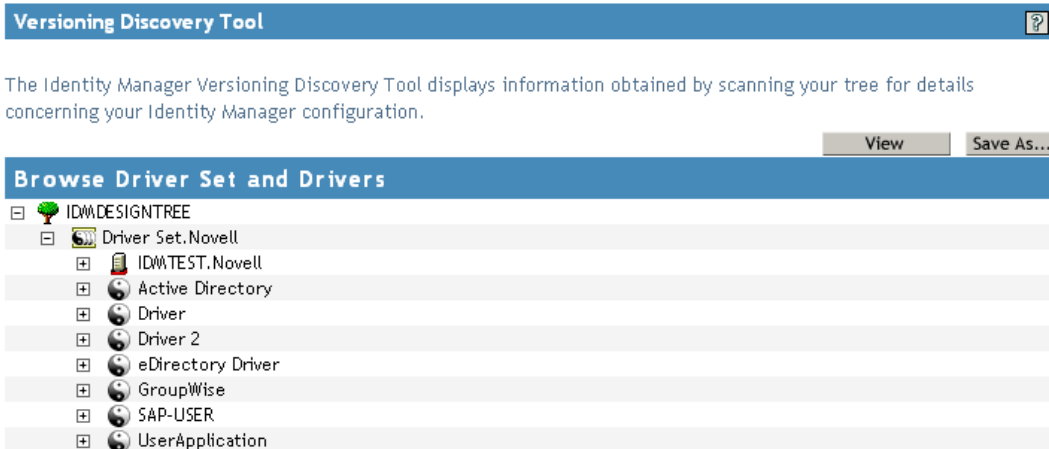 Versioning Discovery Tool
?
The Identity Manager Versioning Discovery Tool displays information obtained by scanning your tree for details
concerning your Identity Manager configuration.
View Save As...
Browse Driver Set and Drivers
IDMDESIGNTREE
Driver Set.Novell
IDMTEST.Novell
Active Directory
Driver
Driver 2
eDirectory Driver
GroupWise
SAP-USER
UserApplication